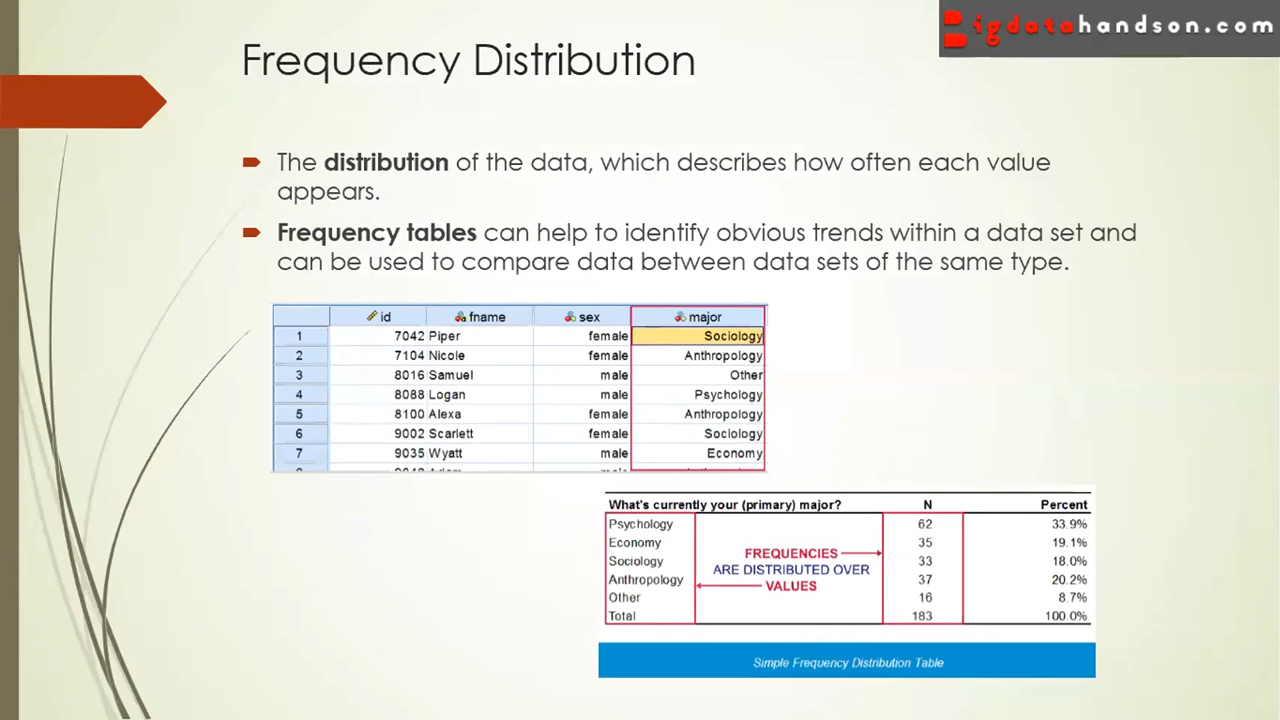 Bigdatahandson.com
Frequency Distribution
The distribution of the data, which describes how often each value
appears.
Frequency tables can help to identify obvious trends within a data set and
can be used to compare data between data sets of the same type.
id fname sex major
1 7042 Piper female Sociology
2 7104 Nicole female Anthropology
3 8016 Samuel male Other
4 8088 Logan male Psychology
5 8100 Alexa female Anthropology
6 9002 Scarlett female Sociology
7 9035 Wyatt male Economy
What's currently your (primary) major? N Percent
Psychology 62 33.9%
Economy 35 19.1%
Sociology 33 18.0%
Anthropology 37 20.2%
Other 16 8.7%
Total 183 100.0%
FREQUENCIES
ARE DISTRIBUTED OVER
VALUES
Simple Frequency Distribution Table